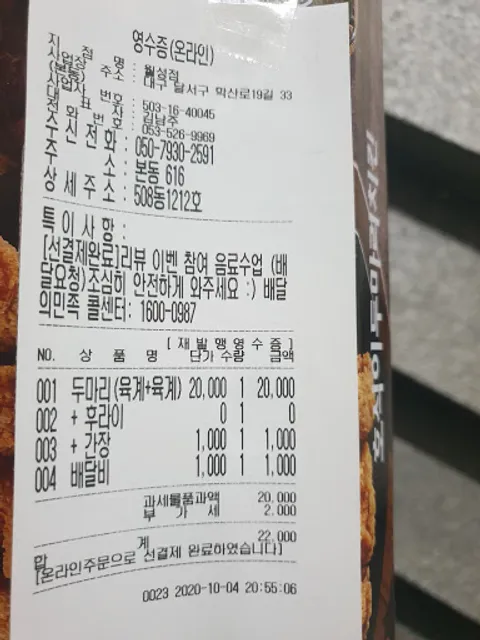 영수증(온라인)
지 점 명 : 월성점
사업장 주소 : 대구 달서구 학산로19길 33
(본동)
사업자 번호 : 503-16-40045
대 표 자 : 김남주
전 화 번 호 : 053-526-9969
수신 전화 : 050-7930-2591
주 소 : 본동 616
상 세 주 소 : 508동1212호
특 이 사 항 :
[선결제완료]리뷰 이벤 참여 음료수업 (배
달요청)조심히 안전하게 와주세요 :) 배달
의민족 콜센터: 1600-0987
[ 재 발 행 영 수 증 ]
NO. 상 품 명 단가 수량 금액
001 두마리(육계+육계) 20,000 1 20,000
002 + 후라이 0 1 0
003 + 간장 1,000 1 1,000
004 배달비 1,000 1 1,000
과세물품과액 20,000
부 가 세 2,000
합 계 22,000
[온라인주문으로 선결제 완료하였습니다]
0023 2020-10-04 20:55:06